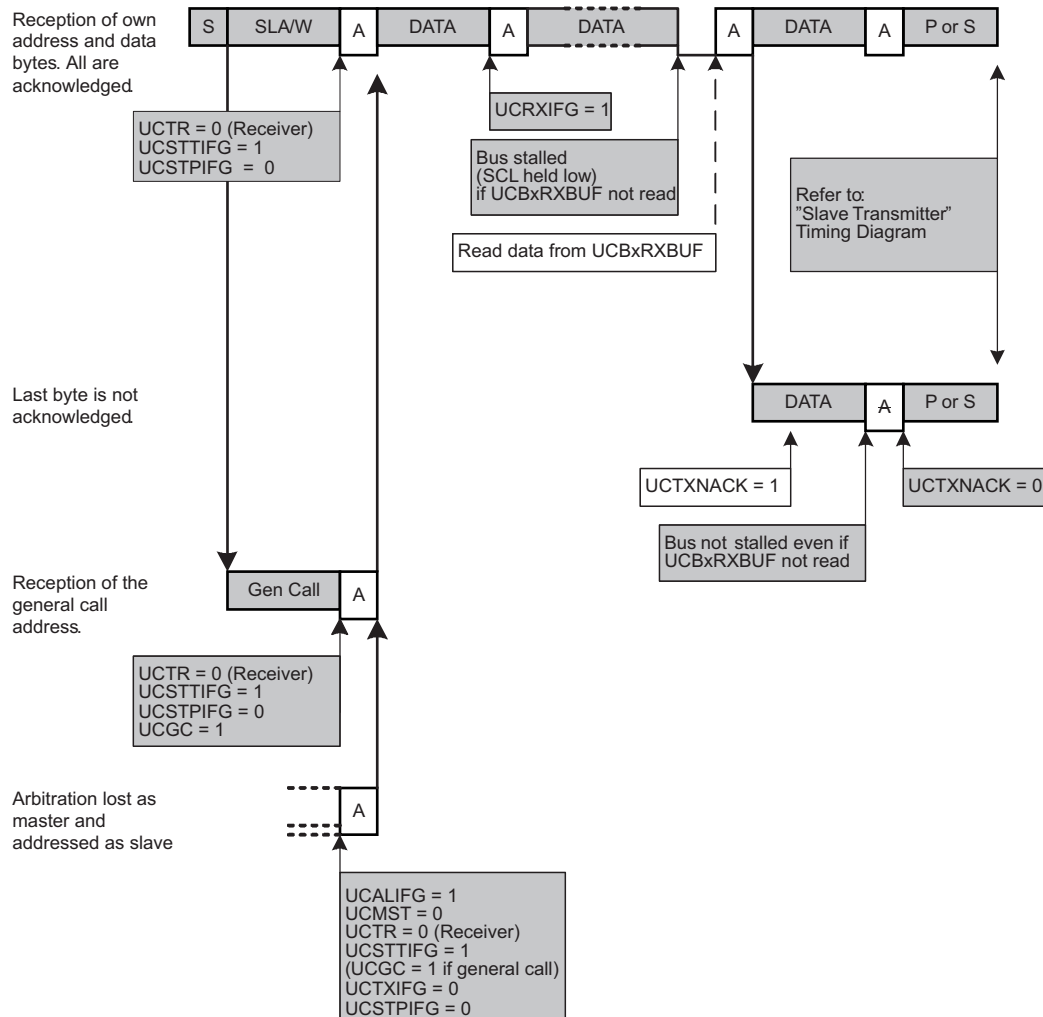 Reception of own
address and data
bytes. All are
acknowledged.
S SLA/W A DATA A DATA A DATA A P or S
UCTR = 0 (Receiver)
UCSTTIFG = 1
UCSTPIFG = 0
UCRXIFG = 1
Bus stalled
(SCL held low)
if UCBxRXBUF not read
Read data from UCBxRXBUF
Refer to:
”Slave Transmitter”
Timing Diagram
Last byte is not
acknowledged.
DATA A P or S
UCTXNACK = 1
UCTXNACK = 0
Bus not stalled even if
UCBxRXBUF not read
Reception of the
general call
address.
Gen Call A
UCTR = 0 (Receiver)
UCSTTIFG = 1
UCSTPIFG = 0
UCGC = 1
Arbitration lost as
master and
addressed as slave
A
UCALIFG = 1
UCMST = 0
UCTR = 0 (Receiver)
UCSTTIFG = 1
(UCGC = 1 if general call)
UCTXIFG = 0
UCSTPIFG = 0